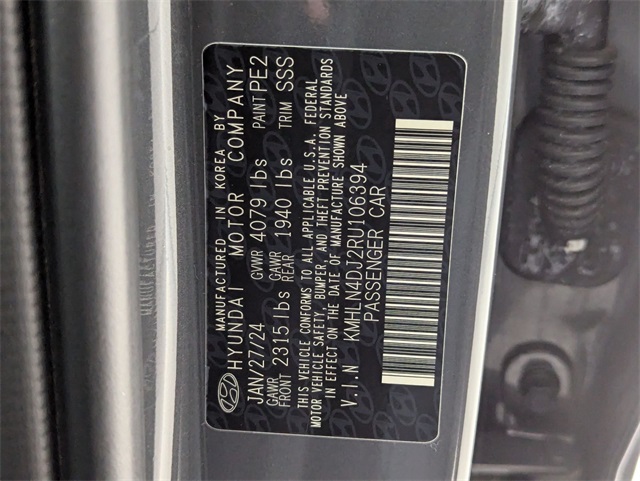 MANUFACTURED IN KOREA BY
HYUNDAI MOTOR COMPANY
JAN/27/24 GVWR 4079 lbs PAINT PE2
GAWR FRONT 2315 lbs GAWR REAR 1940 lbs TRIM SSS
THIS VEHICLE CONFORMS TO ALL APPLICABLE U.S.A. FEDERAL
MOTOR VEHICLE SAFETY, BUMPER, AND THEFT PREVENTION STANDARDS
IN EFFECT ON THE DATE OF MANUFACTURE SHOWN ABOVE
V.I.N KMHLN4DJ2RU106394
PASSENGER CAR